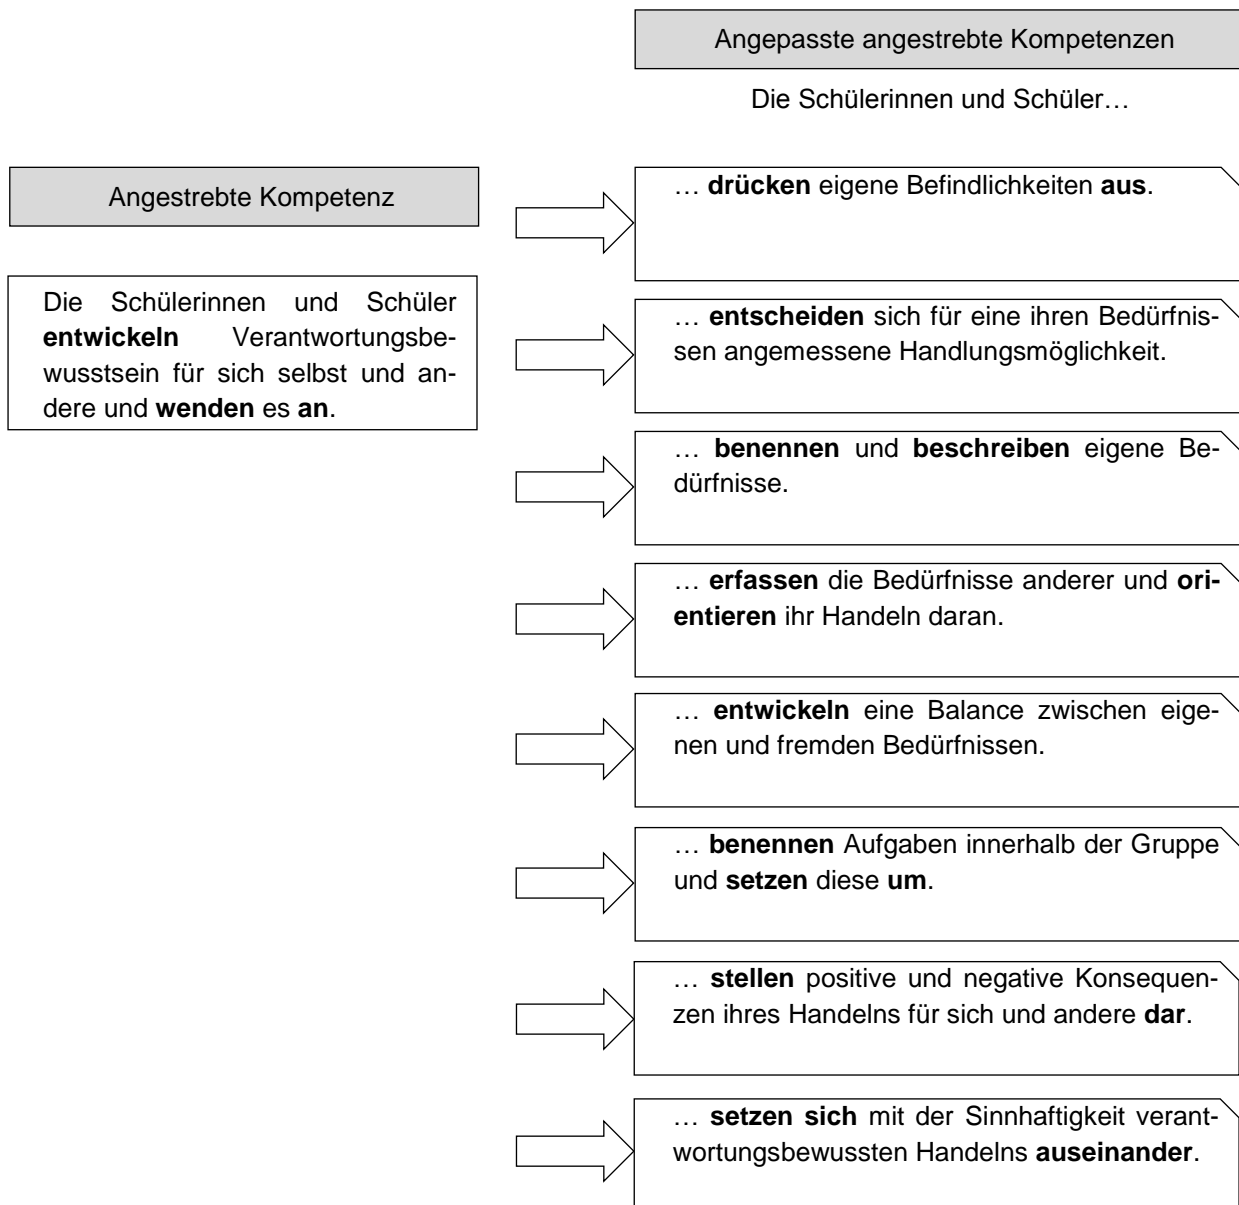 Angepasste angestrebte Kompetenzen
Die Schülerinnen und Schüler…
Angestrebte Kompetenz
Die Schülerinnen und Schüler
entwickeln Verantwortungsbe-
wusstsein für sich selbst und an-
dere und wenden es an.
… drücken eigene Befindlichkeiten aus.
… entscheiden sich für eine ihren Bedürfnis-
sen angemessene Handlungsmöglichkeit.
… benennen und beschreiben eigene Be-
dürfnisse.
… erfassen die Bedürfnisse anderer und ori-
entieren ihr Handeln daran.
… entwickeln eine Balance zwischen eige-
nen und fremden Bedürfnissen.
… benennen Aufgaben innerhalb der Gruppe
und setzen diese um.
… stellen positive und negative Konsequen-
zen ihres Handelns für sich und andere dar.
… setzen sich mit der Sinnhaftigkeit verant-
wortungsbewussten Handelns auseinander.